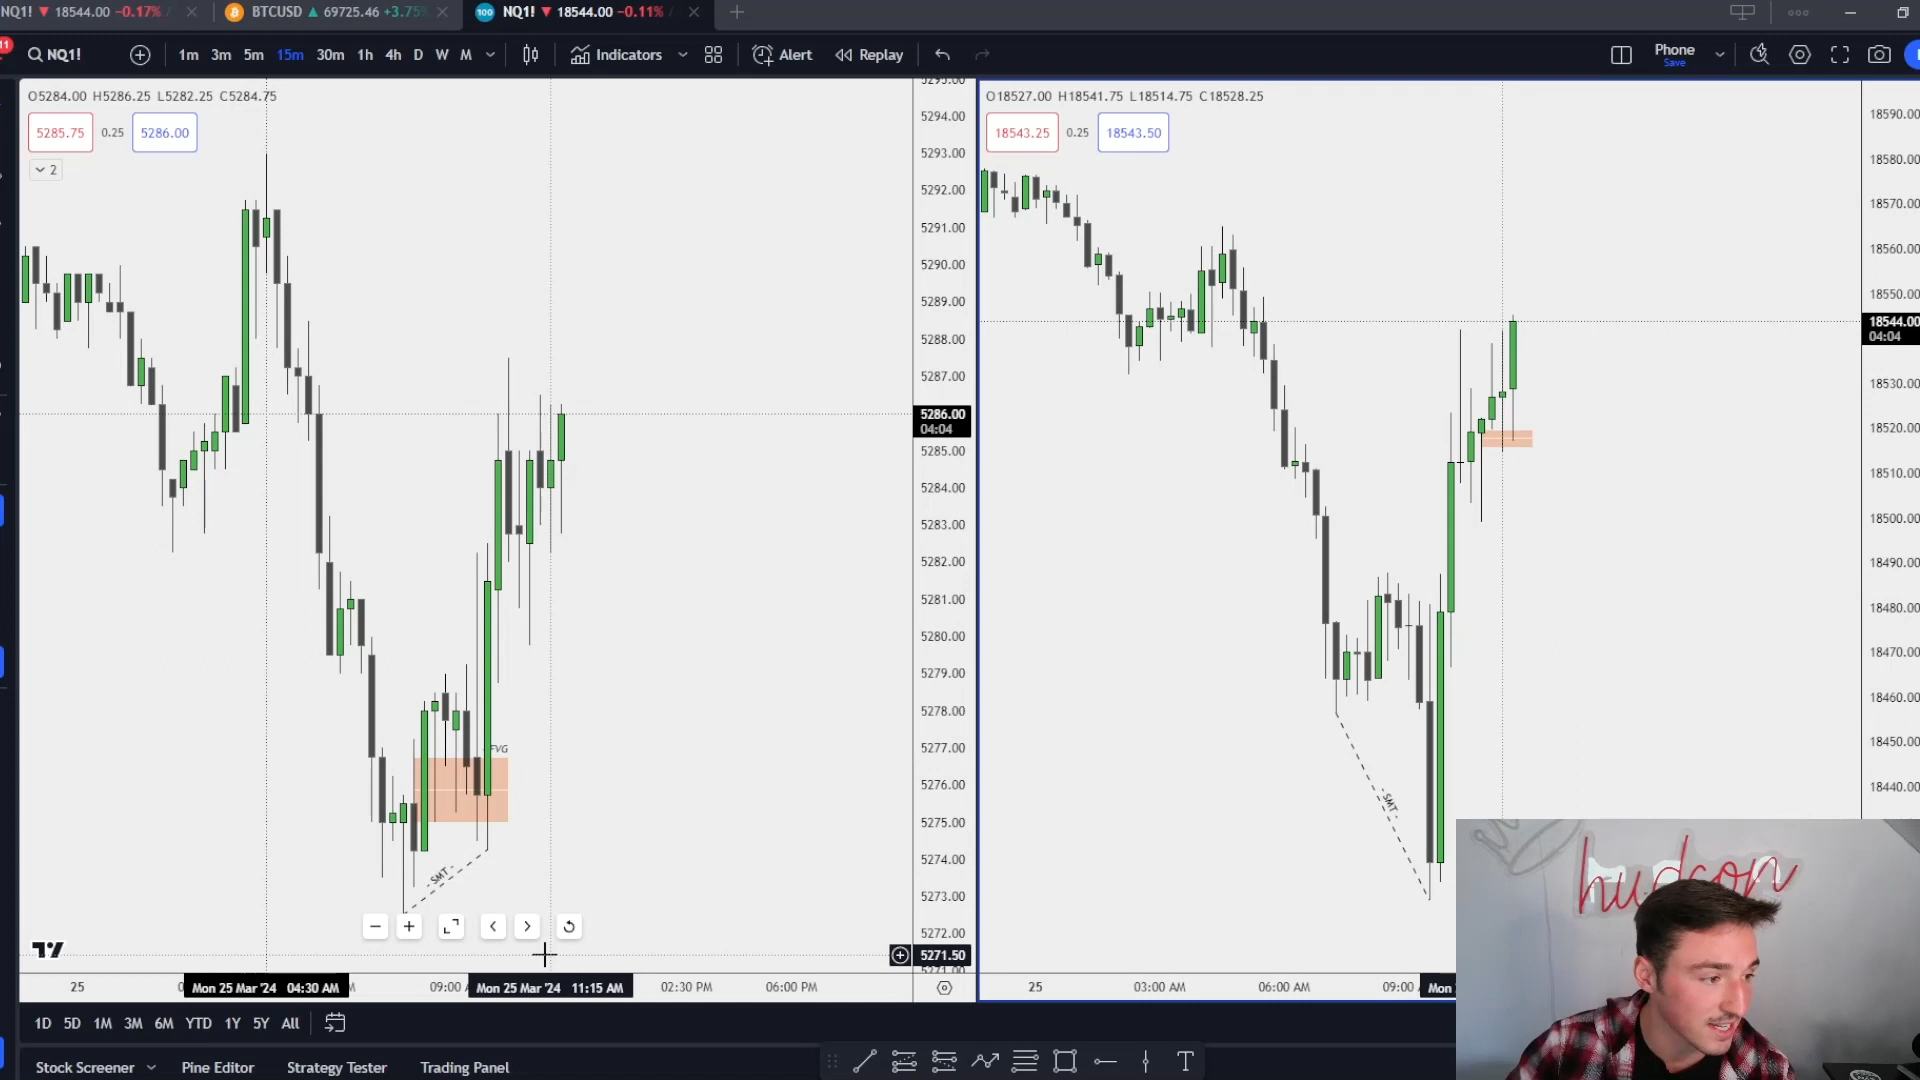 NQ1! ▼ 18544.00 −0.17%
BTCUSD ▲ 69725.46 +3.75%
NQ1! ▼ 18544.00 −0.11%
11
NQ1! 1m 3m 5m 15m 30m 1h 4h D W M Indicators Alert Replay Phone
Save
O5284.00 H5286.25 L5282.25 C5284.75
5285.75 0.25 5286.00
2
5294.00
5293.00
5292.00
5291.00
5290.00
5289.00
5288.00
5287.00
5286.00
04:04
5285.00
5284.00
5283.00
5282.00
5281.00
5280.00
5279.00
5278.00
5277.00
5276.00
5275.00
5274.00
5273.00
5272.00
5271.50
FVG
-SMT-
25 Mon 25 Mar '24 04:30 AM 09:00 Mon 25 Mar '24 11:15 AM 02:30 PM 06:00 PM
O18527.00 H18541.75 L18514.75 C18528.25
18543.25 0.25 18543.50
18590.00
18580.00
18570.00
18560.00
18550.00
18544.00
04:04
18530.00
18520.00
18510.00
18500.00
18490.00
18480.00
18470.00
18460.00
18450.00
18440.00
-SMT-
25 03:00 AM 06:00 AM 09:00 Mon
hudson
1D 5D 1M 3M 6M YTD 1Y 5Y All
Stock Screener Pine Editor Strategy Tester Trading Panel